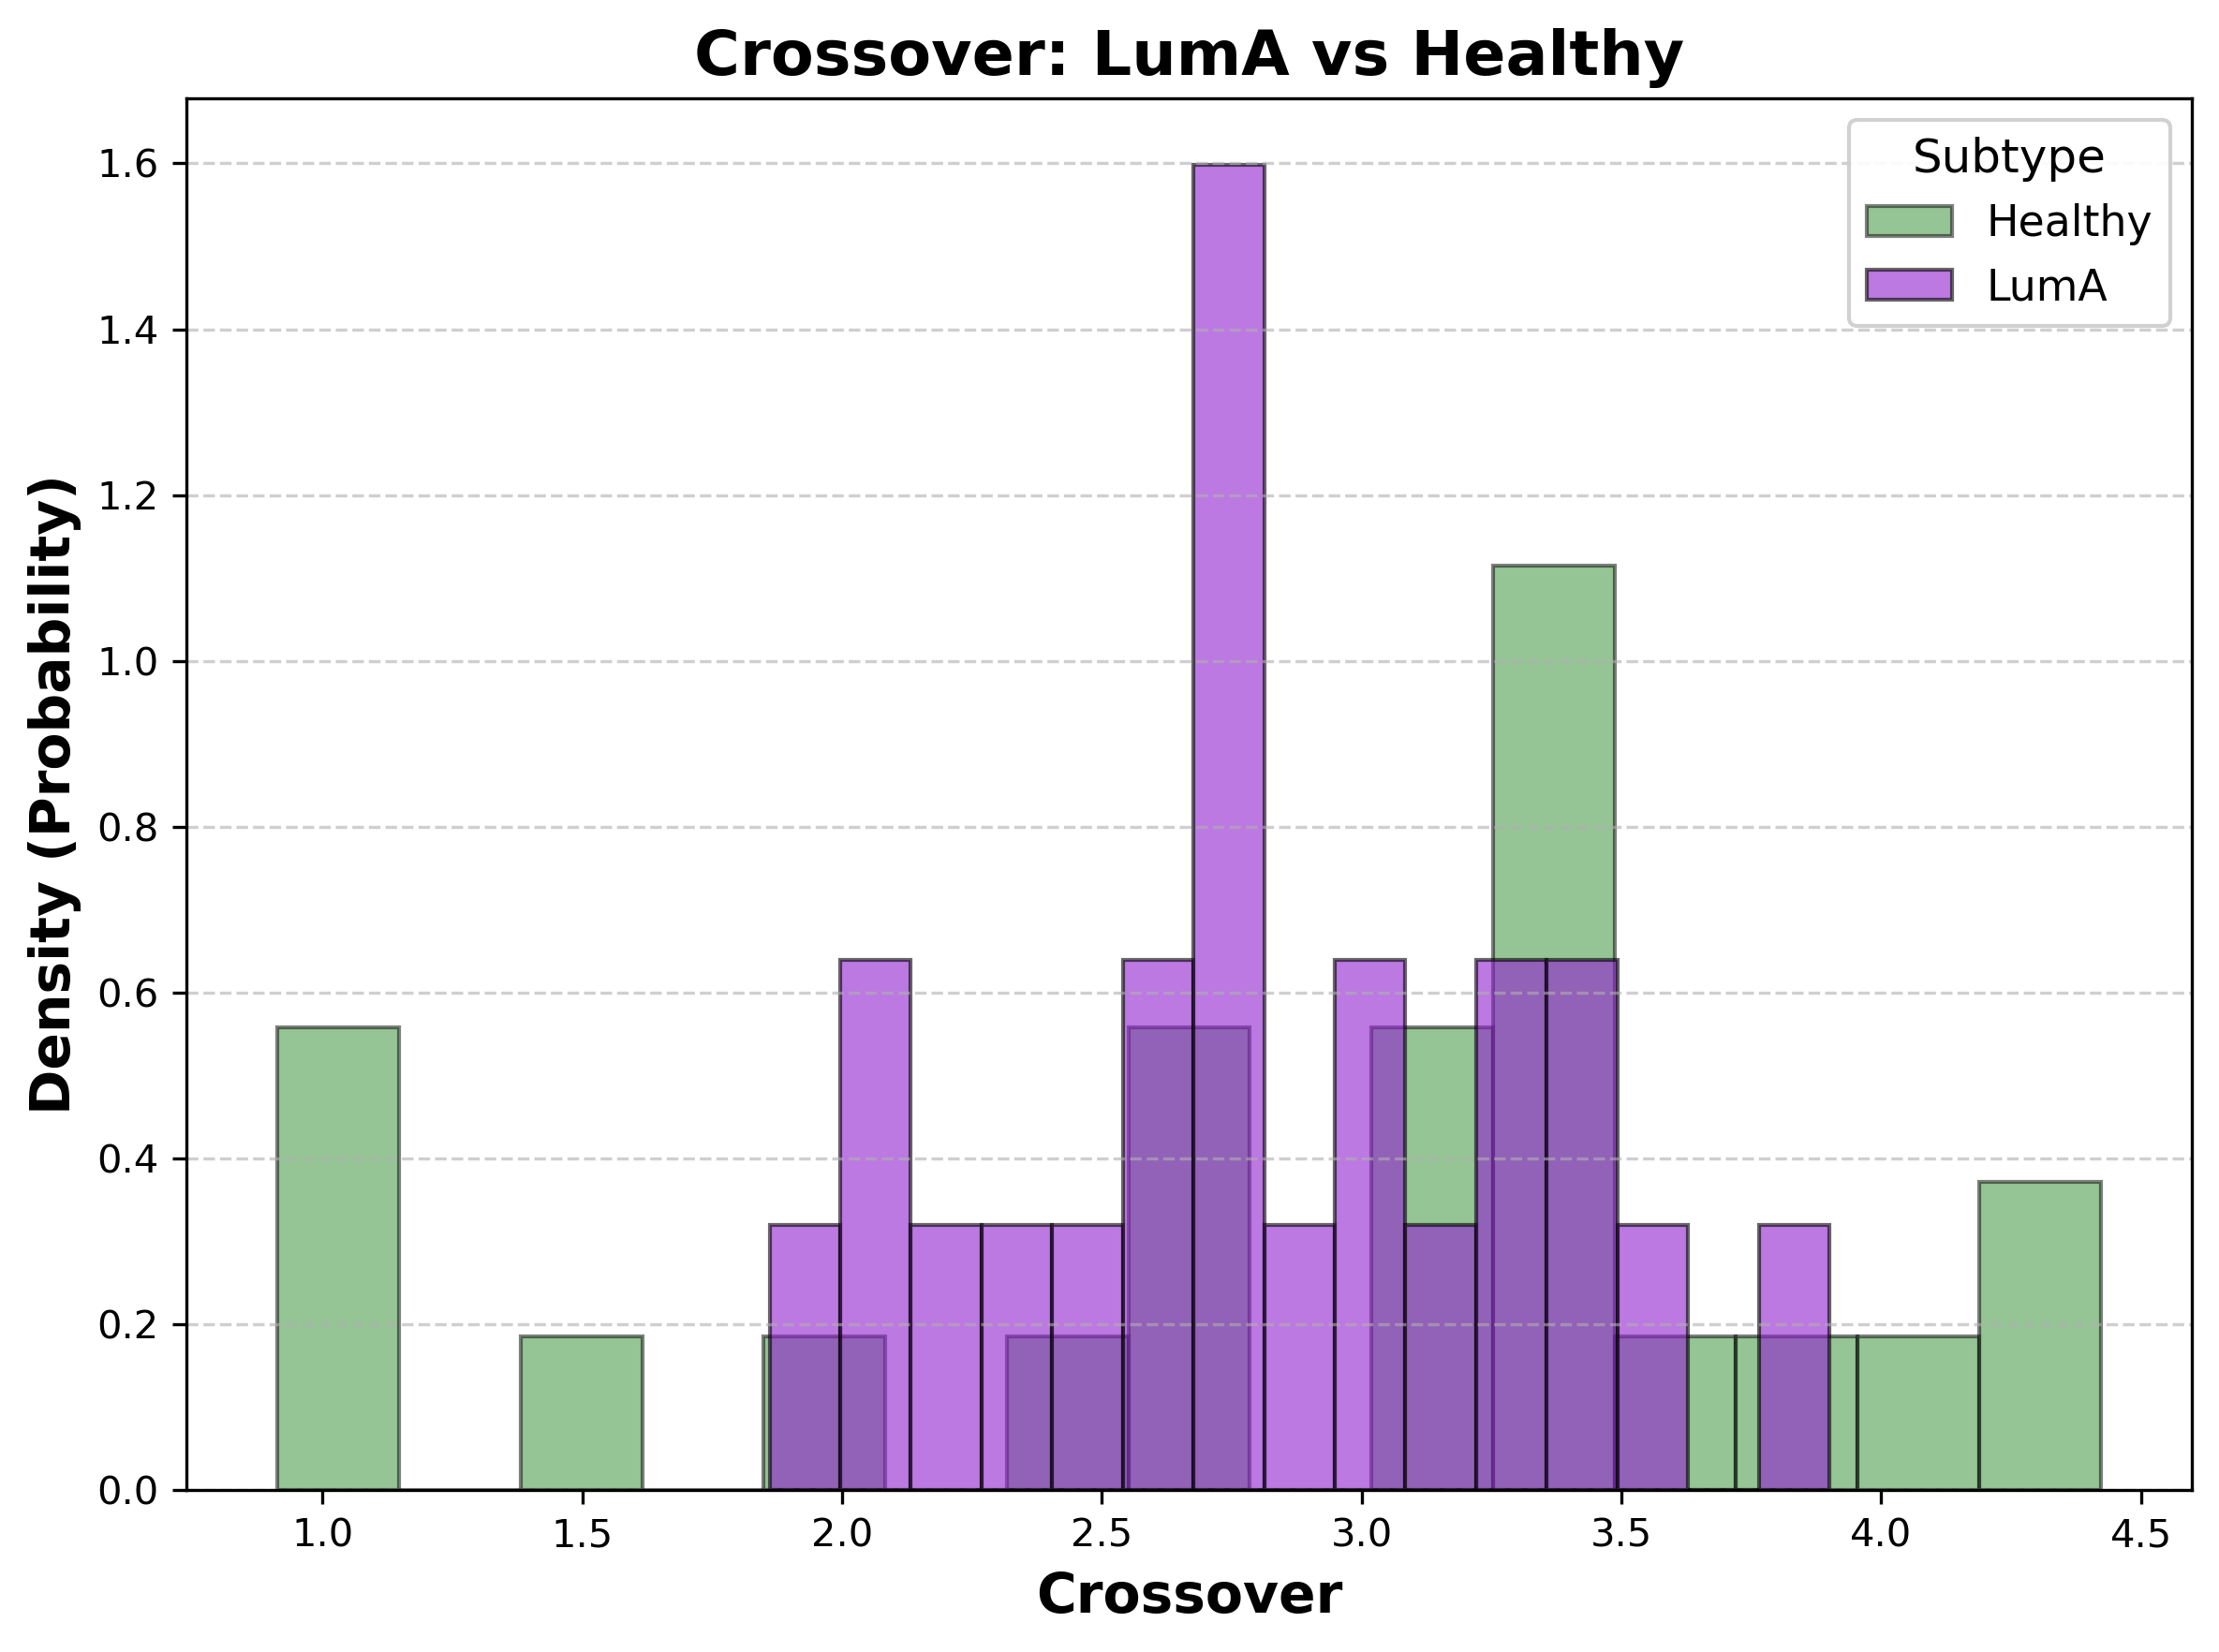 Crossover: LumA vs Healthy
Density (Probability)
1.6
1.4
1.2
1.0
0.8
0.6
0.4
0.2
0.0
Subtype
Healthy
LumA
1.0 1.5 2.0 2.5 3.0 3.5 4.0 4.5
Crossover